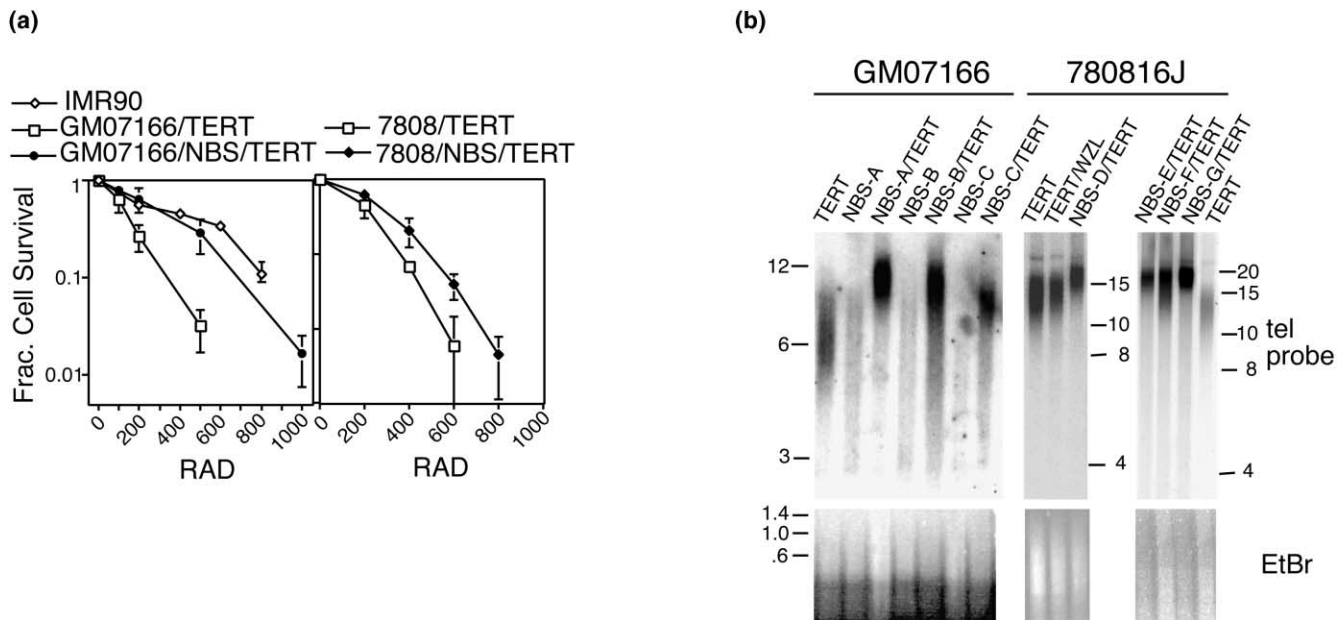 (a)
IMR90
GM07166/TERT
GM07166/NBS/TERT
7808/TERT
7808/NBS/TERT
Frac. Cell Survival
1
0.1
0.01
0 200 400 600 800 1000
RAD
0 200 400 600 800 1000
RAD
(b)
GM07166 780816J
TERT
NBS-A
NBS-A/TERT
NBS-B
NBS-B/TERT
NBS-C
NBS-C/TERT
TERT
TERT/WZL
NBS-D/TERT
NBS-E/TERT
NBS-F/TERT
NBS-G/TERT
TERT
12
6
3
15
10
8
4
20
15
10
8
4
tel
probe
1.4
1.0
.6
EtBr